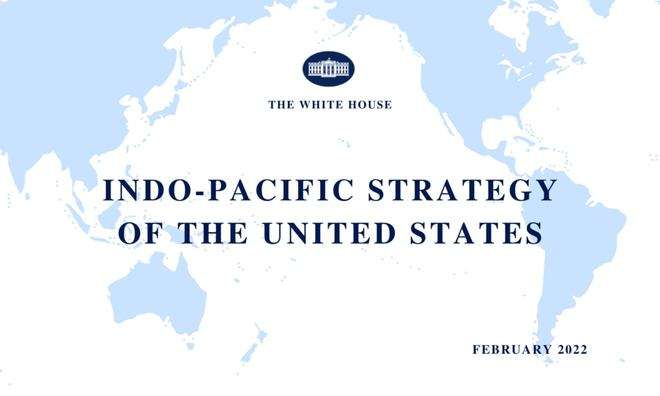 THE WHITE HOUSE
INDO-PACIFIC STRATEGY
OF THE UNITED STATES
FEBRUARY 2022